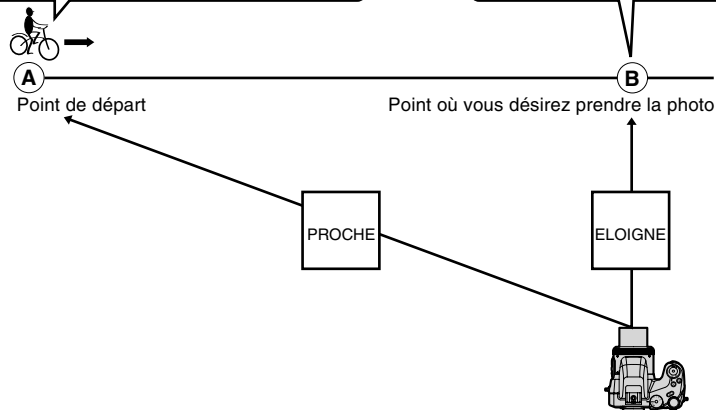 A
B
Point de départ
Point où vous désirez prendre la photo
PROCHE
ELOIGNE